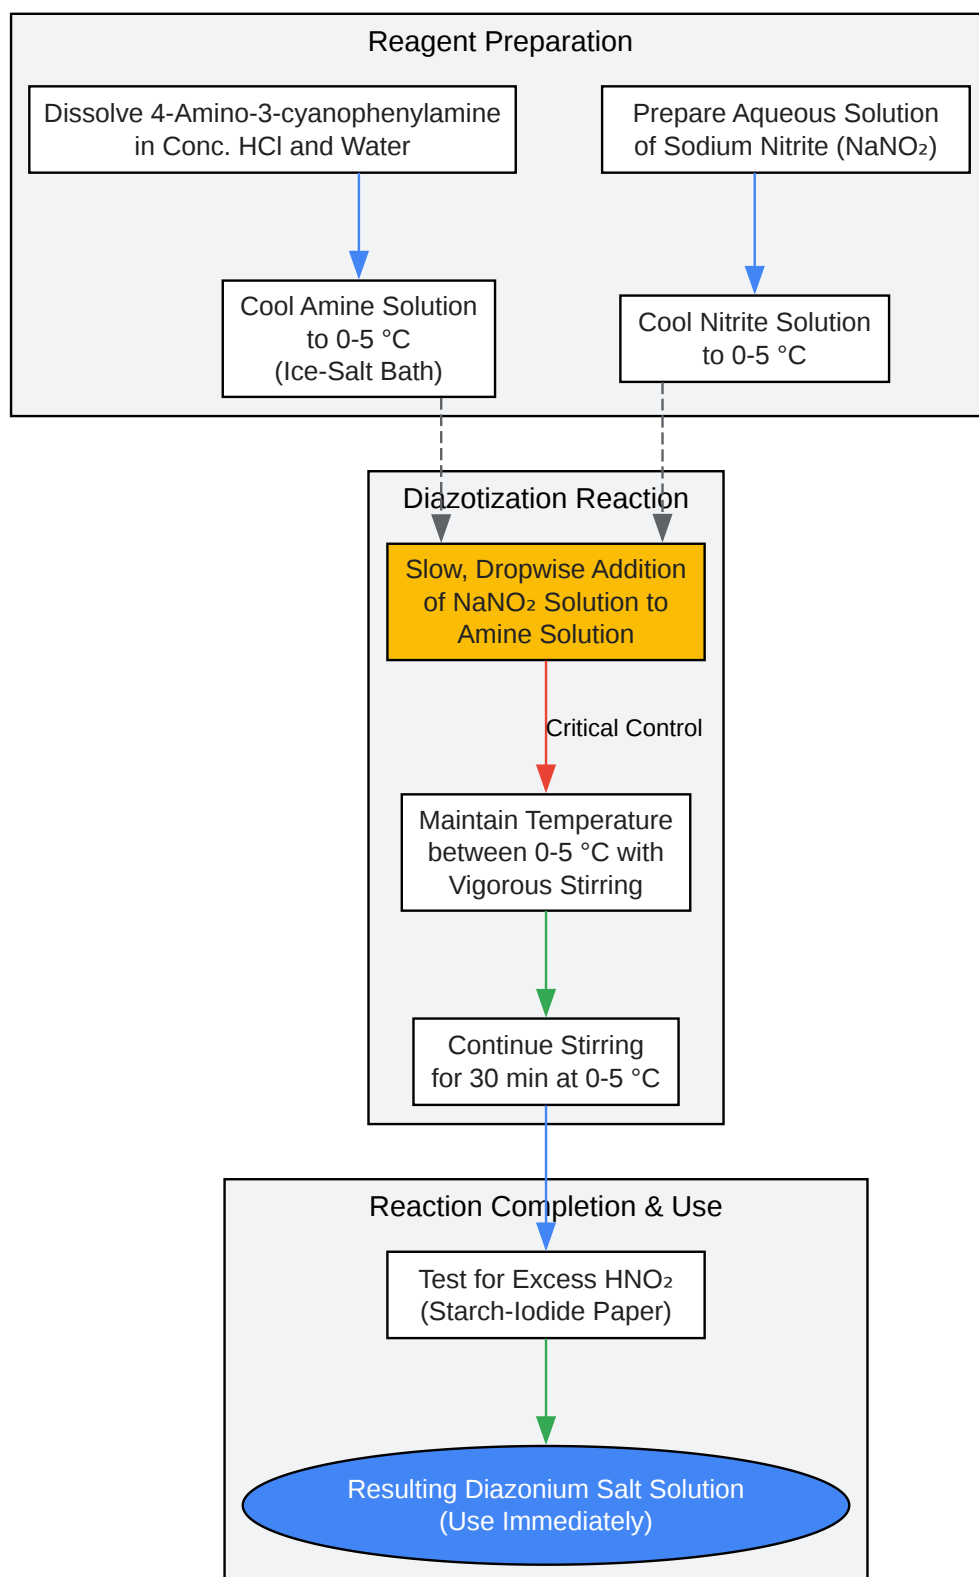 Reagent Preparation
Dissolve 4-Amino-3-cyanophenylamine
in Conc. HCl and Water
Prepare Aqueous Solution
of Sodium Nitrite (NaNO₂)
Cool Amine Solution
to 0-5 °C
(Ice-Salt Bath)
Cool Nitrite Solution
to 0-5 °C
Diazotization Reaction
Slow, Dropwise Addition
of NaNO₂ Solution to
Amine Solution
Critical Control
Maintain Temperature
between 0-5 °C with
Vigorous Stirring
Continue Stirring
for 30 min at 0-5 °C
Reaction Completion & Use
Test for Excess HNO₂
(Starch-Iodide Paper)
Resulting Diazonium Salt Solution
(Use Immediately)